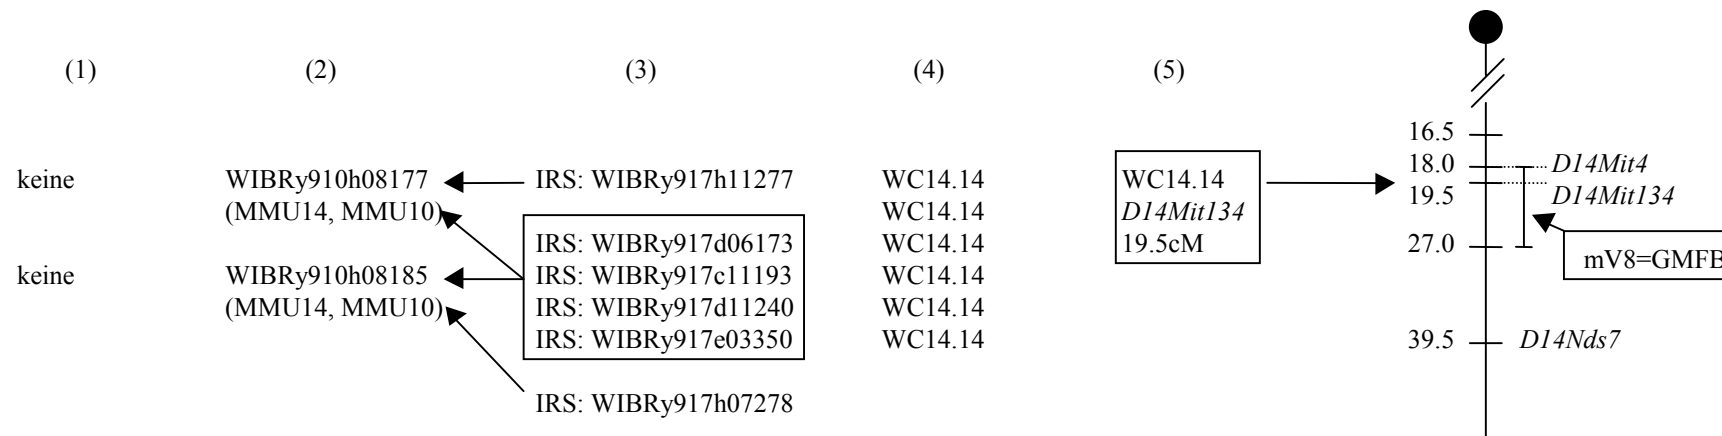 (1) (2) (3) (4) (5)
16.5
18.0 D14Mit4
keine WIBRy910h08177 IRS: WIBRy917h11277 WC14.14 WC14.14 19.5 D14Mit134
(MMU14, MMU10) WC14.14 D14Mit134
IRS: WIBRy917d06173 WC14.14 19.5cM 27.0
mV8=GMFB
keine WIBRy910h08185 IRS: WIBRy917c11193 WC14.14
(MMU14, MMU10) IRS: WIBRy917d11240 WC14.14
IRS: WIBRy917e03350 WC14.14 39.5 D14Nds7
IRS: WIBRy917h07278